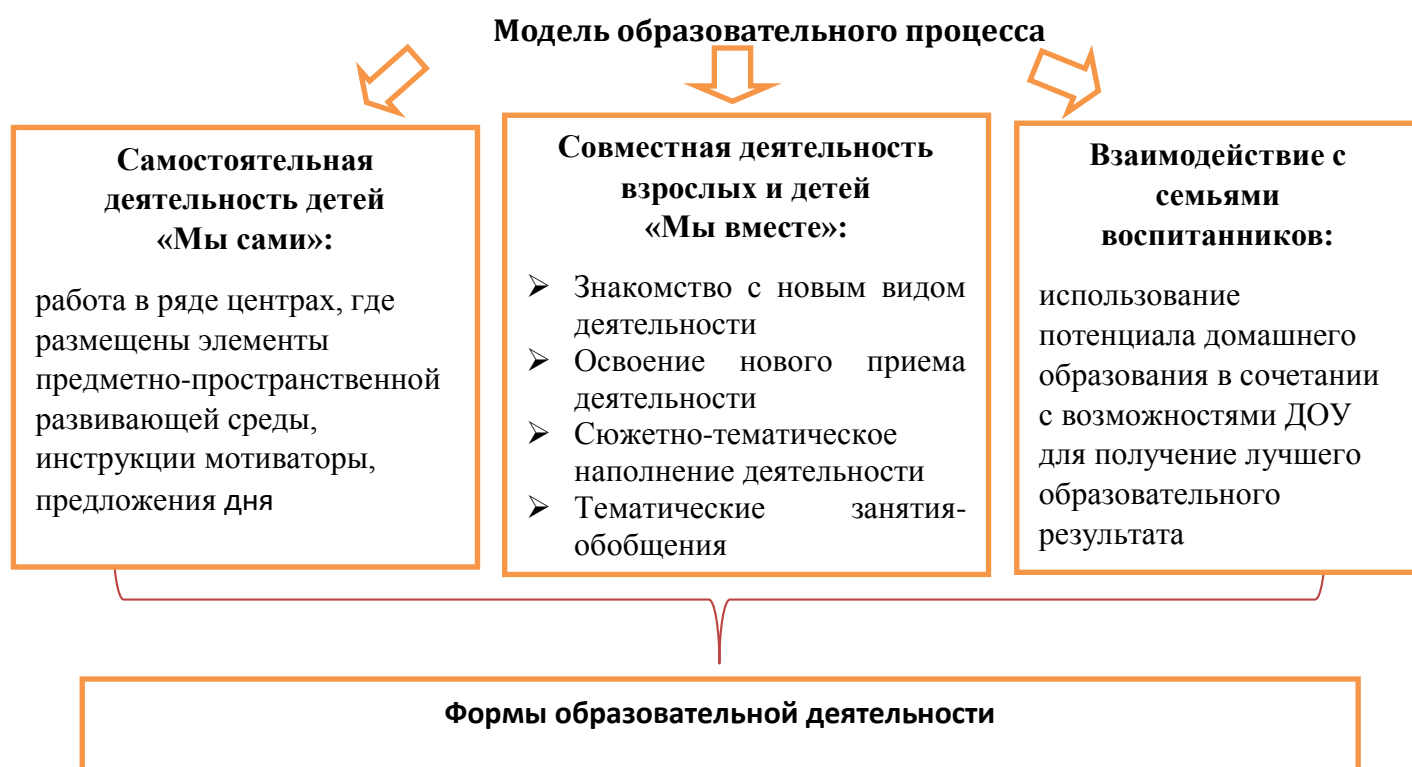 Модель образовательного процесса
Самостоятельная
деятельность детей
«Мы сами»:
работа в ряде центрах, где
размещены элементы
предметно-пространственной
развивающей среды,
инструкции мотиваторы,
предложения дня
Совместная деятельность
взрослых и детей
«Мы вместе»:
➢ Знакомство с новым видом
деятельности
➢ Освоение нового приема
деятельности
➢ Сюжетно-тематическое
наполнение деятельности
➢ Тематические занятия-
обобщения
Взаимодействие с
семьями
воспитанников:
использование
потенциала домашнего
образования в сочетании
с возможностями ДОУ
для получение лучшего
образовательного
результата
Формы образовательной деятельности